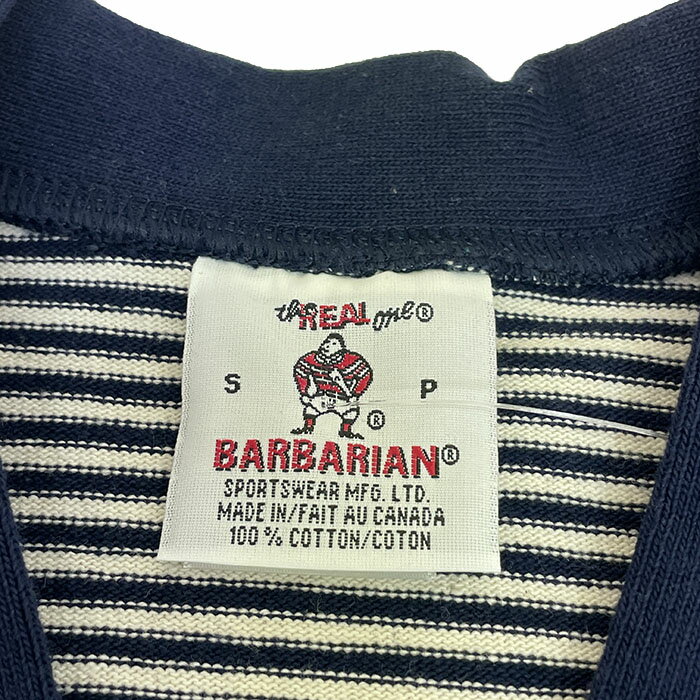 the REAL one®
S P
®
BARBARIAN®
SPORTSWEAR MFG. LTD.
MADE IN/FAIT AU CANADA
100 % COTTON/COTON